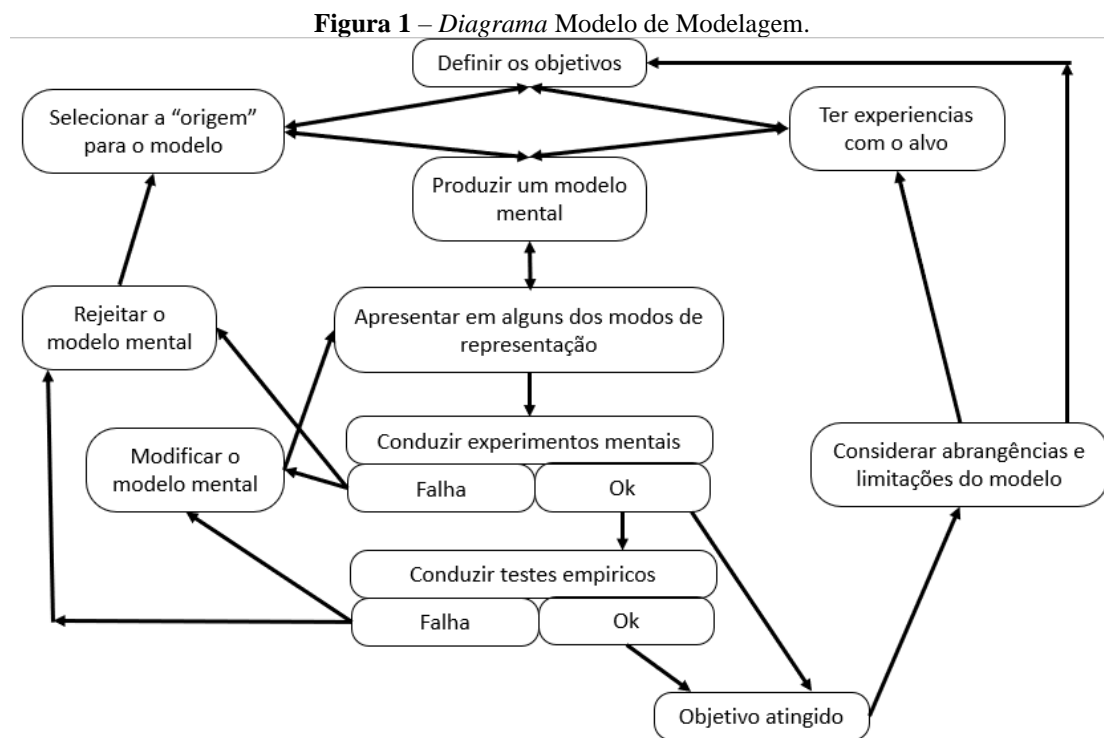 Figura 1 – Diagrama Modelo de Modelagem.
Definir os objetivos
Selecionar a “origem”
para o modelo
Ter experiencias
com o alvo
Produzir um modelo
mental
Rejeitar o
modelo mental
Apresentar em alguns dos modos de
representação
Modificar o
modelo mental
Conduzir experimentos mentais
Falha
Ok
Considerar abrangências e
limitações do modelo
Conduzir testes empiricos
Falha
Ok
Objetivo atingido